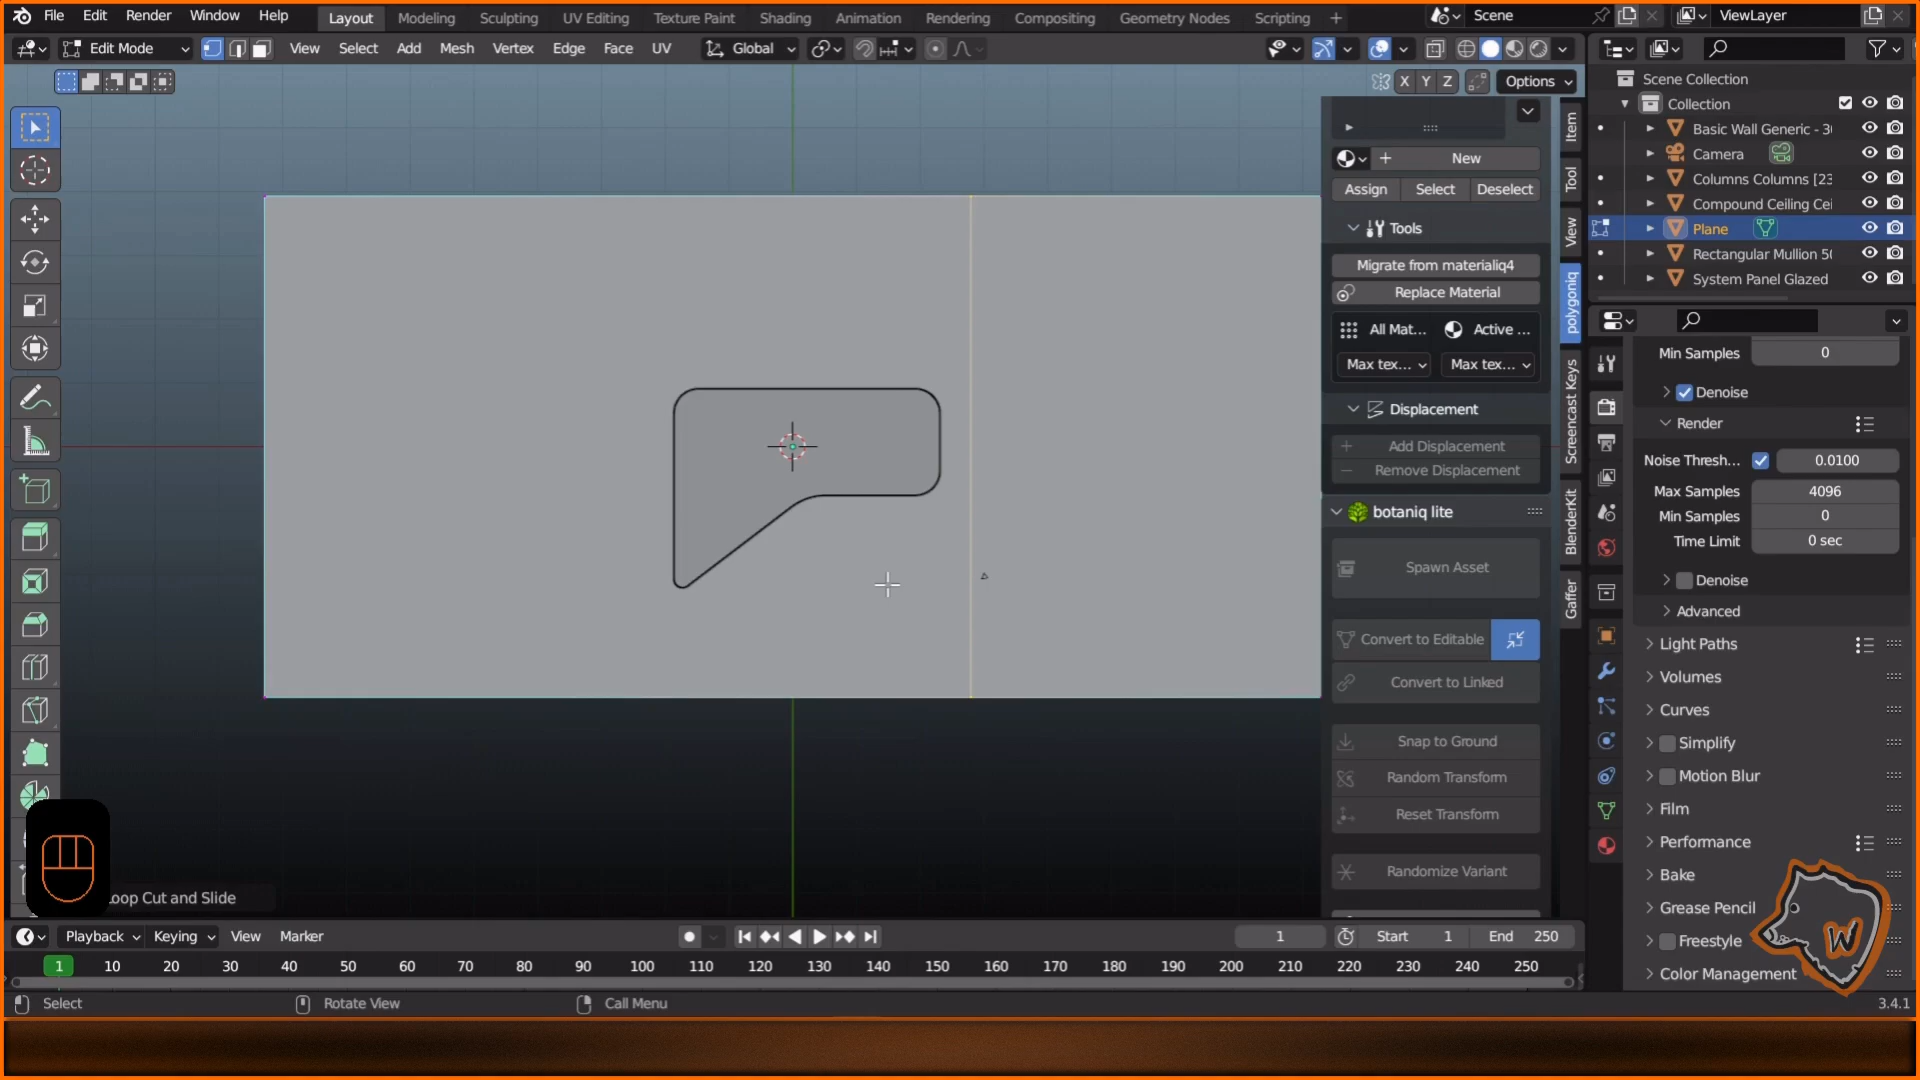 File Edit Render Window Help Layout Modeling Sculpting UV Editing Texture Paint Shading Animation Rendering Compositing Geometry Nodes Scripting + Scene ViewLayer
Edit Mode View Select Add Mesh Vertex Edge Face UV Global
X Y Z Options
Scene Collection
Collection
Basic Wall Generic - 30
Camera
Columns Columns [23
Compound Ceiling Cei
Plane
Rectangular Mullion 50
System Panel Glazed
New
Assign Select Deselect
Tools
Migrate from materialiq4
Replace Material
All Mat... Active ...
Max tex... Max tex...
Displacement
Add Displacement
Remove Displacement
botaniq lite
Spawn Asset
Convert to Editable
Convert to Linked
Snap to Ground
Random Transform
Reset Transform
Randomize Variant
Item
Tool
View
polygoniq
Screencast Keys
BlenderKit
Gaffer
Min Samples 0
Denoise
Render
Noise Thresh... 0.0100
Max Samples 4096
Min Samples 0
Time Limit 0 sec
Denoise
Advanced
Light Paths
Volumes
Curves
Simplify
Motion Blur
Film
Performance
Bake
Grease Pencil
Freestyle
Color Management
W
oop Cut and Slide
Playback Keying View Marker 1 Start 1 End 250
1 10 20 30 40 50 60 70 80 90 100 110 120 130 140 150 160 170 180 190 200 210 220 230 240 250
Select Rotate View Call Menu 3.4.1